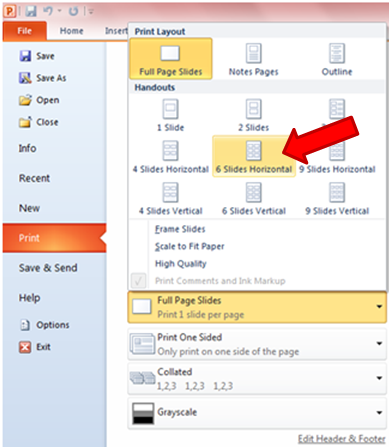 P
File Home Insert
Save
Save As
Open
Close
Info
Recent
New
Print
Save & Send
Help
Options
Exit
Print Layout
Full Page Slides Notes Pages Outline
Handouts
1 Slide 2 Slides
4 Slides Horizontal 6 Slides Horizontal 9 Slides Horizontal
4 Slides Vertical 6 Slides Vertical 9 Slides Vertical
Frame Slides
Scale to Fit Paper
High Quality
Print Comments and Ink Markup
Full Page Slides
Print 1 slide per page
Print One Sided
Only print on one side of the page
Collated
1,2,3 1,2,3 1,2,3
Grayscale
Edit Header & Footer